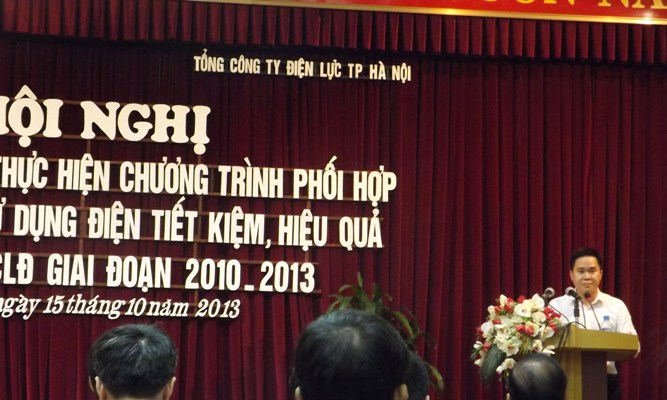 TỔNG CÔNG TY ĐIỆN LỰC TP HÀ NỘI
HỘI NGHỊ
THỰC HIỆN CHƯƠNG TRÌNH PHỐI HỢP
DỤNG ĐIỆN TIẾT KIỆM, HIỆU QUẢ
GIAI ĐOẠN 2010-2013
ngày 15 tháng 10 năm 2013